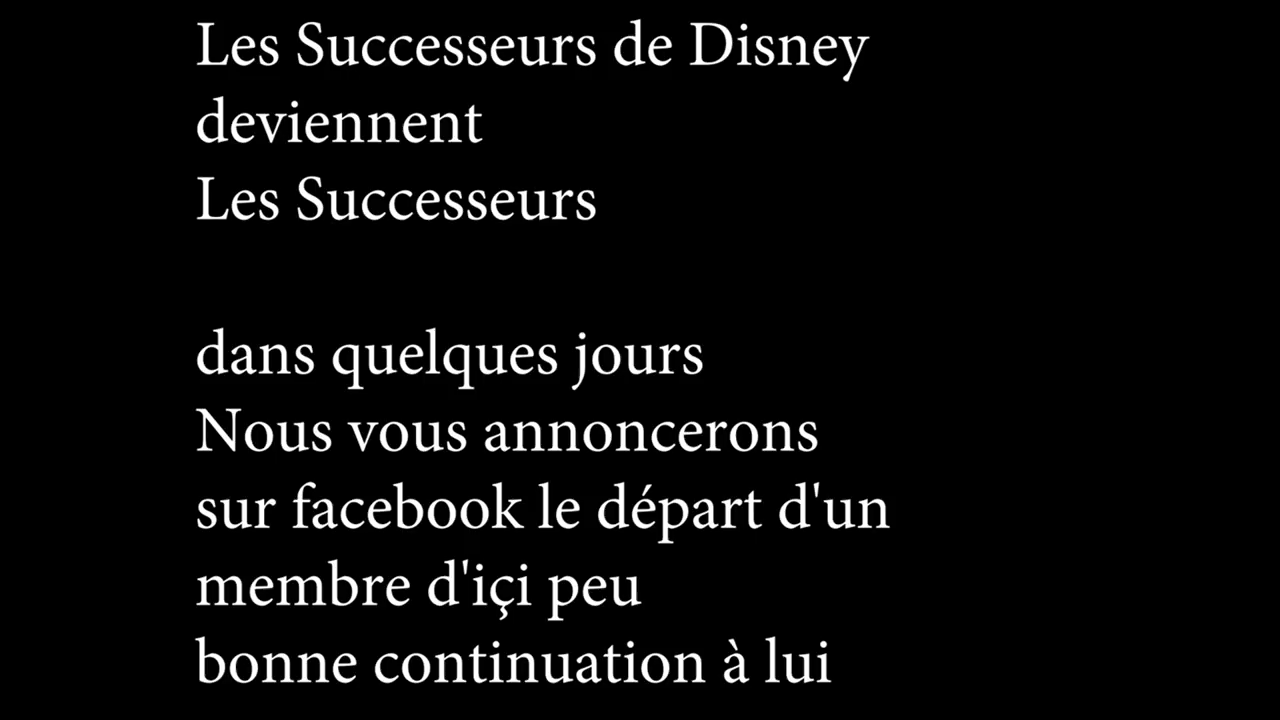 Les Successeurs de Disney
deviennent
Les Successeurs
dans quelques jours
Nous vous annoncerons
sur facebook le départ d'un
membre d'içi peu
bonne continuation à lui